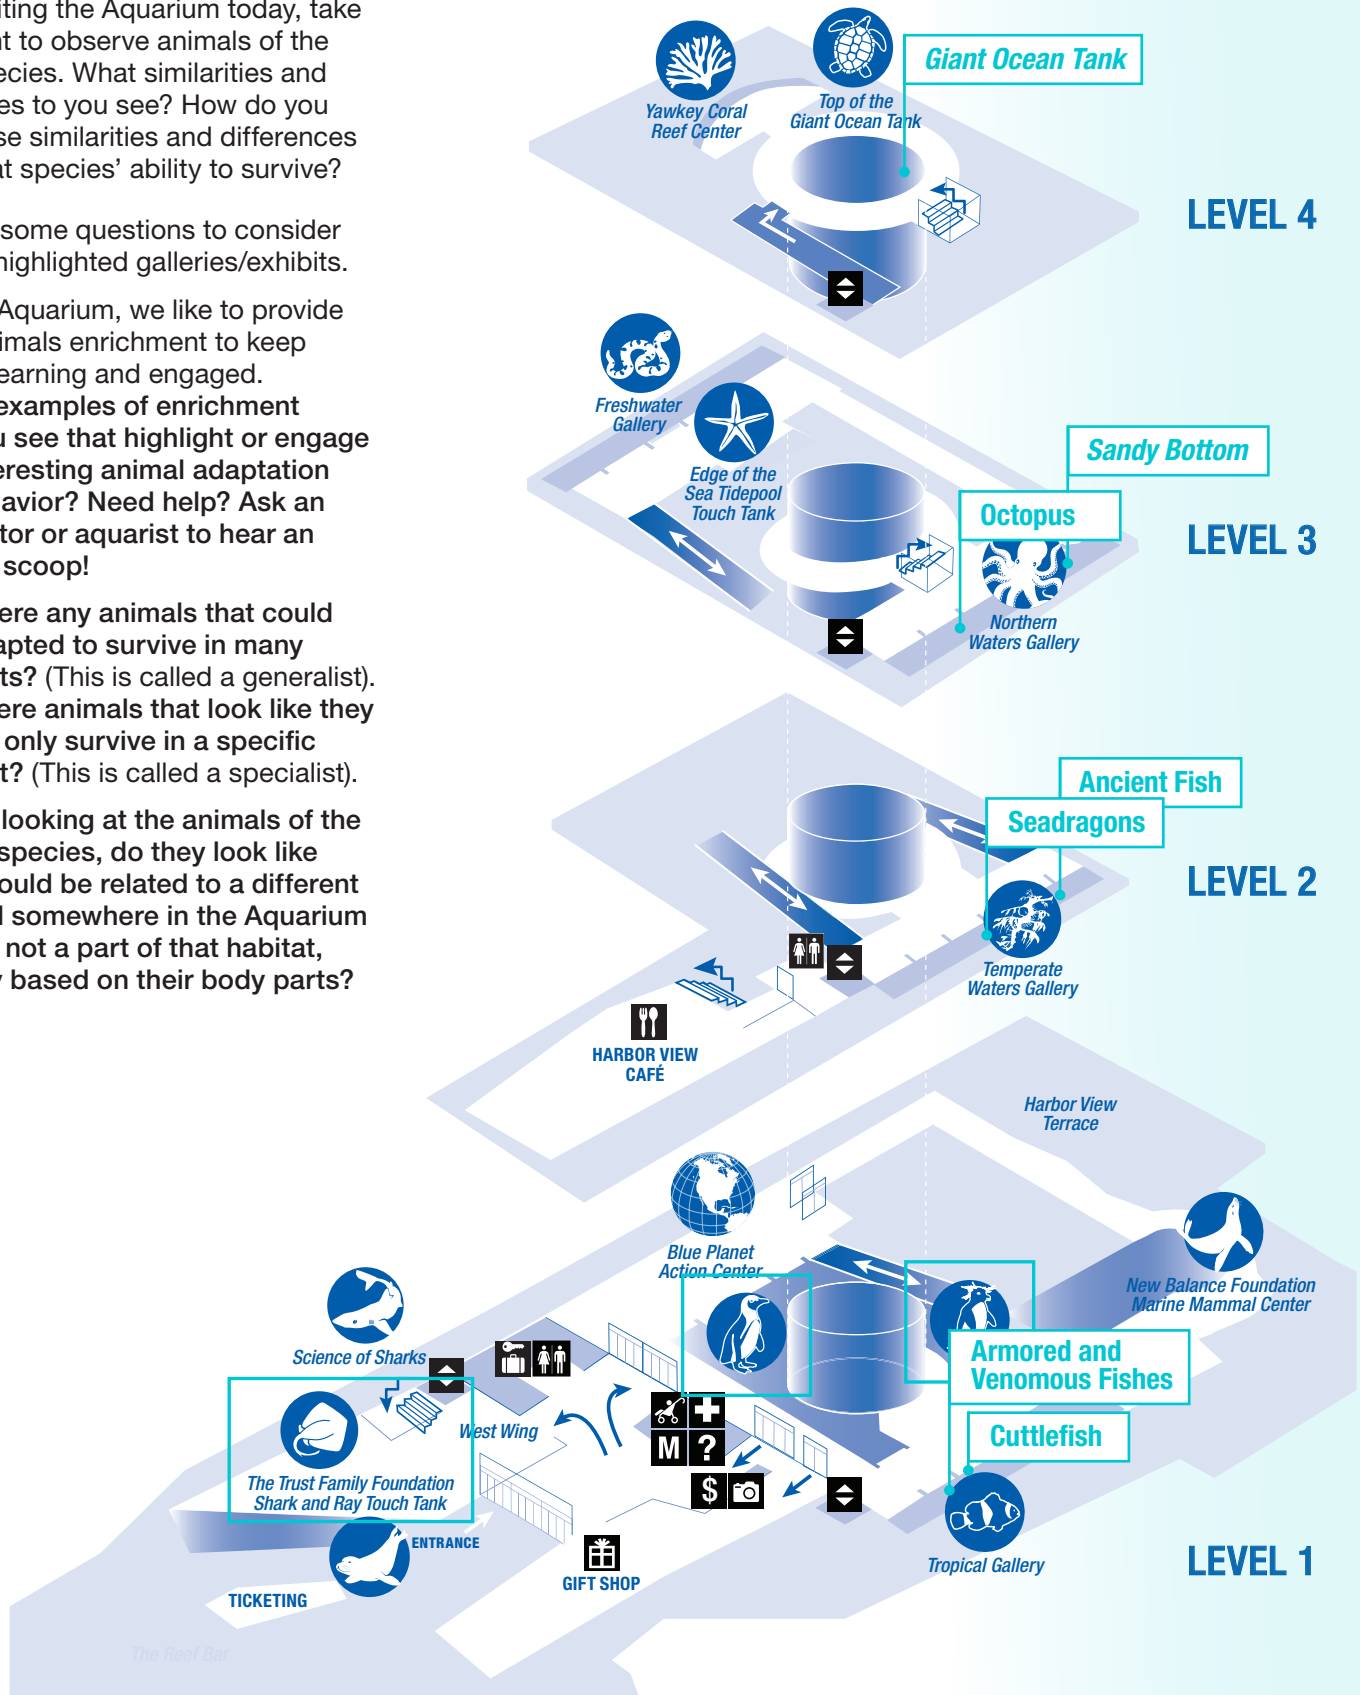 iting the Aquarium today, take
t to observe animals of the
ecies. What similarities and
es to you see? How do you
se similarities and differences
at species’ ability to survive?
some questions to consider
highlighted galleries/exhibits.
Aquarium, we like to provide
imals enrichment to keep
earning and engaged.
examples of enrichment
u see that highlight or engage
eresting animal adaptation
avior? Need help? Ask an
tor or aquarist to hear an
scoop!
ere any animals that could
apted to survive in many
ts? (This is called a generalist).
ere animals that look like they
only survive in a specific
t? (This is called a specialist).
looking at the animals of the
species, do they look like
ould be related to a different
l somewhere in the Aquarium
not a part of that habitat,
y based on their body parts?
Giant Ocean Tank
Yawkey Coral
Reef Center
Top of the
Giant Ocean Tank
LEVEL 4
Freshwater
Gallery
Edge of the
Sea Tidepool
Touch Tank
Sandy Bottom
Octopus
Northern
Waters Gallery
LEVEL 3
Ancient Fish
Seadragons
Temperate
Waters Gallery
LEVEL 2
HARBOR VIEW
CAFÉ
Harbor View
Terrace
Blue Planet
Action Center
New Balance Foundation
Marine Mammal Center
Science of Sharks
Armored and
Venomous Fishes
Cuttlefish
West Wing
M ?
$
The Trust Family Foundation
Shark and Ray Touch Tank
ENTRANCE
GIFT SHOP
TICKETING
Tropical Gallery
LEVEL 1
The Reef Bar